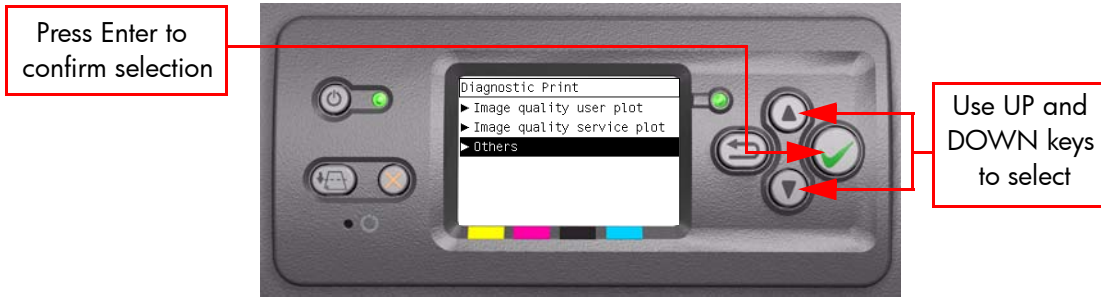 Press Enter to
confirm selection
Diagnostic Print
Image quality user plot
Image quality service plot
Others
Use UP and
DOWN keys
to select